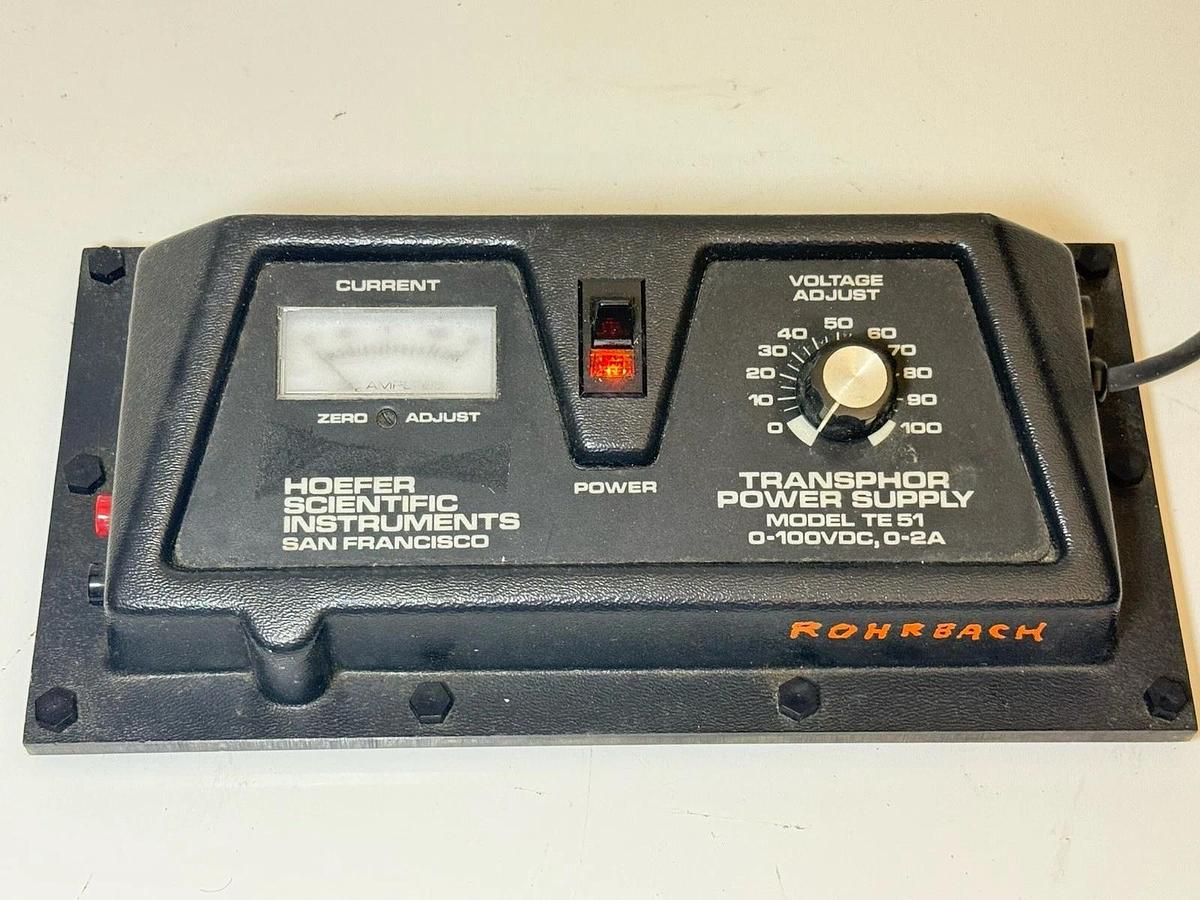 CURRENT
ZERO ADJUST
HOEFER
SCIENTIFIC
INSTRUMENTS
SAN FRANCISCO
POWER
VOLTAGE
ADJUST
0
10
20
30
40
50
60
70
80
90
100
TRANSPHOR
POWER SUPPLY
MODEL TE 51
0-100VDC, 0-2A
ROHRBACH